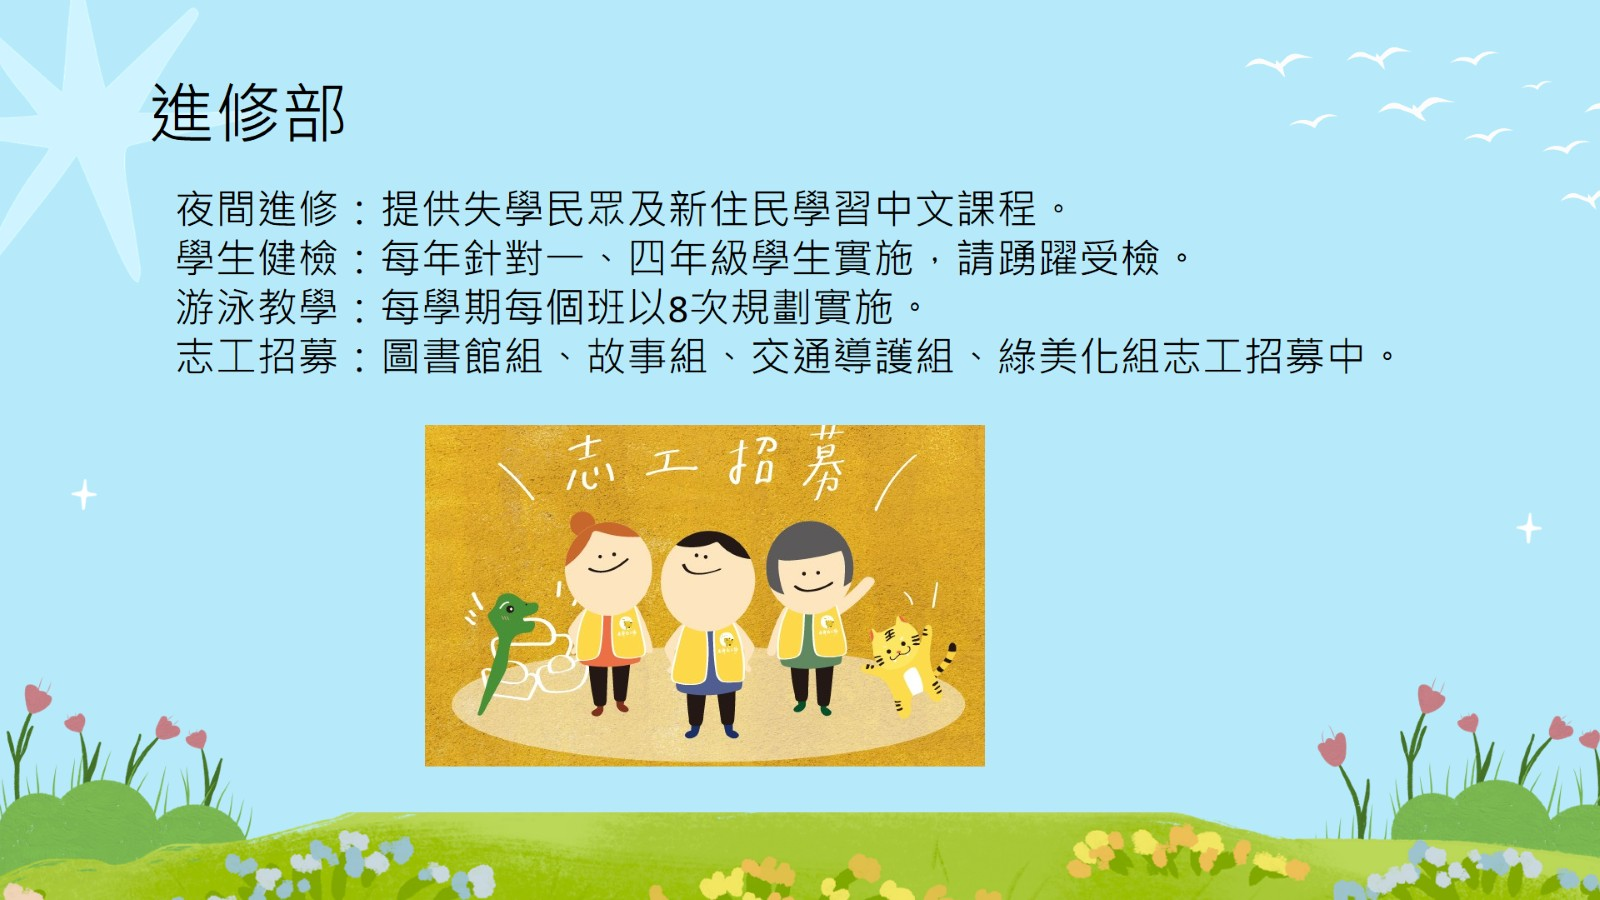 進修部
夜間進修：提供失學民眾及新住民學習中文課程。
學生健檢：每年針對一、四年級學生實施，請踴躍受檢。
游泳教學：每學期每個班以8次規劃實施。
志工招募：圖書館組、故事組、交通導護組、綠美化組志工招募中。
志工招募